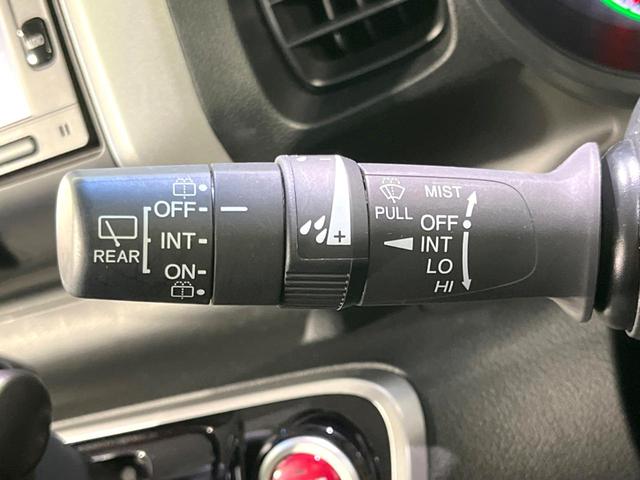 OFF
INT
ON
REAR
+
PULL
MIST
OFF
INT
LO
HI